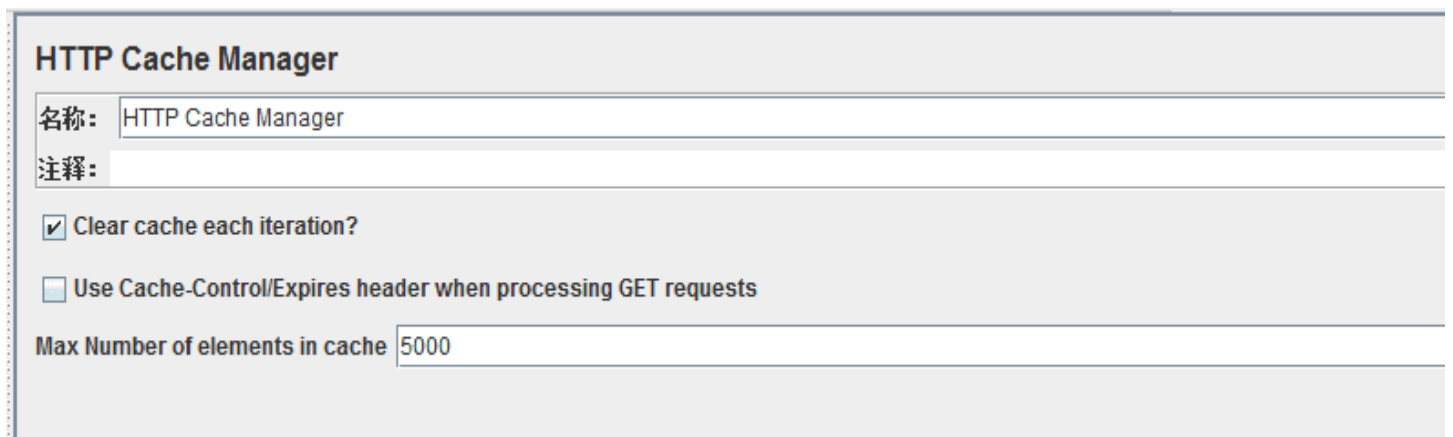 HTTP Cache Manager
名称： HTTP Cache Manager
注释：
Clear cache each iteration?
Use Cache-Control/Expires header when processing GET requests
Max Number of elements in cache 5000